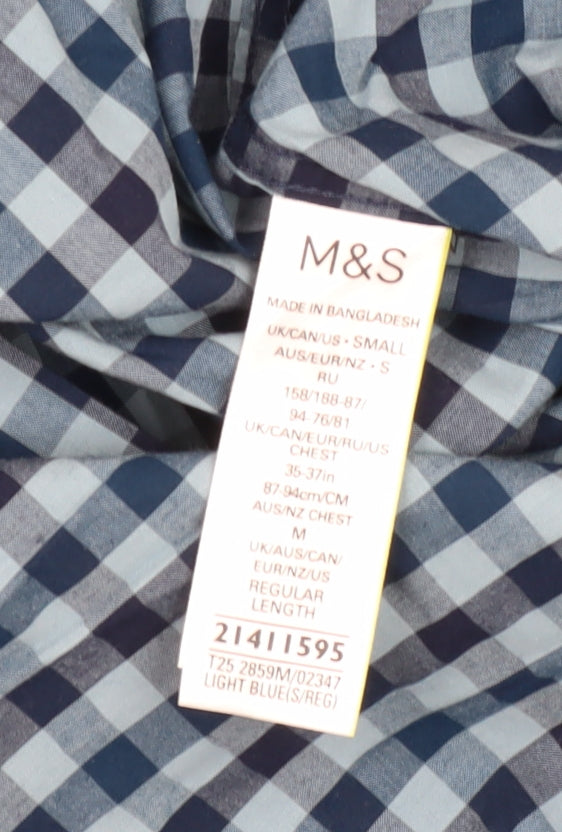 M&S
MADE IN BANGLADESH
UK/CAN/US • SMALL
AUS/EUR/NZ • S
RU
158/188-87/
94-76/81
UK/CAN/EUR/RU/US
CHEST
35-37in
87-94cm/CM
AUS/NZ CHEST
M
UK/AUS/CAN/
EUR/NZ/US
REGULAR
LENGTH
21411595
T25 2859M/02347
LIGHT BLUE(S/REG)